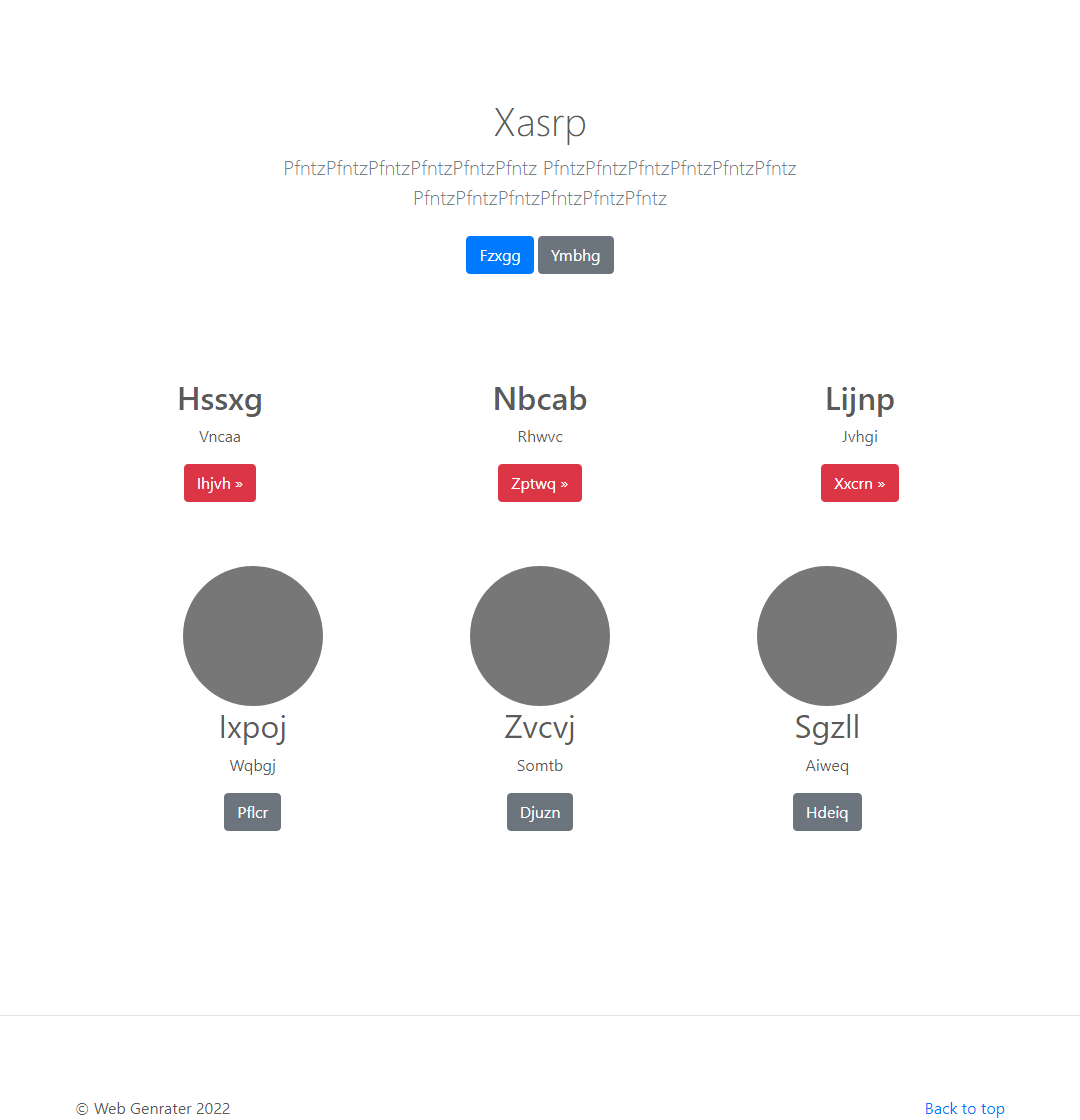 Xasrp
PfntzPfntzPfntzPfntzPfntzPfntz PfntzPfntzPfntzPfntzPfntzPfntz
PfntzPfntzPfntzPfntzPfntzPfntz
Fzxgg Ymbhg
Hssxg Nbcab Lijnp
Vncaa Rhwvc Jvhgi
Ihjvh » Zptwq » Xxcrn »
Ixpoj Zvcvj Sgzll
Wqbgj Somtb Aiweq
Pflcr Djuzn Hdeiq
© Web Genrater 2022 Back to top